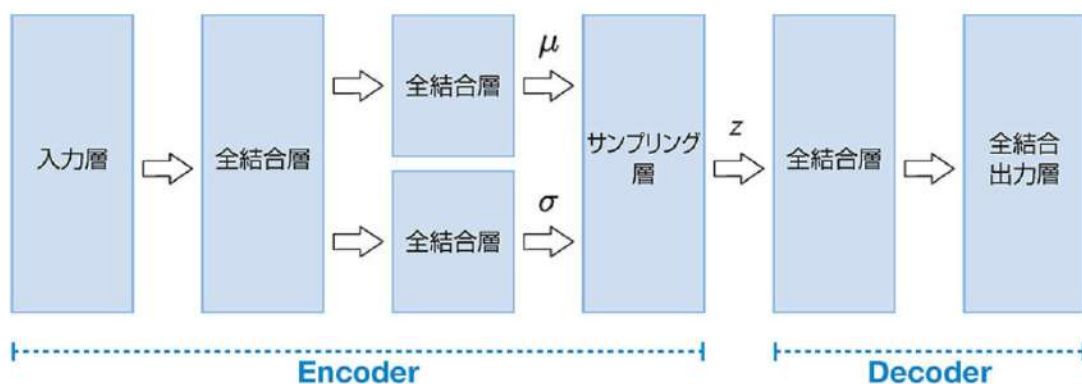 入力層
全結合層
全結合層
μ
全結合層
σ
サンプリング
層
z
全結合層
全結合
出力層
Encoder
Decoder